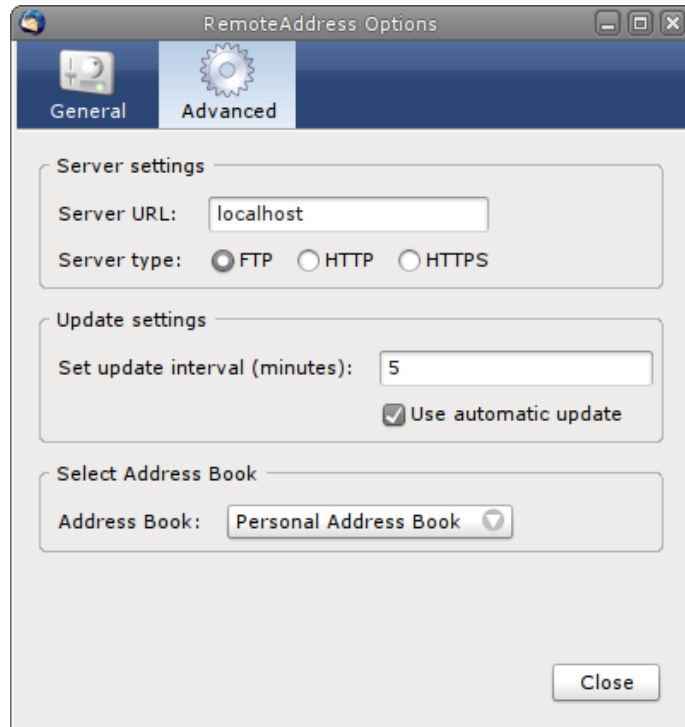 RemoteAddress Options
General Advanced
Server settings
Server URL: localhost
Server type: FTP HTTP HTTPS
Update settings
Set update interval (minutes): 5
Use automatic update
Select Address Book
Address Book: Personal Address Book
Close